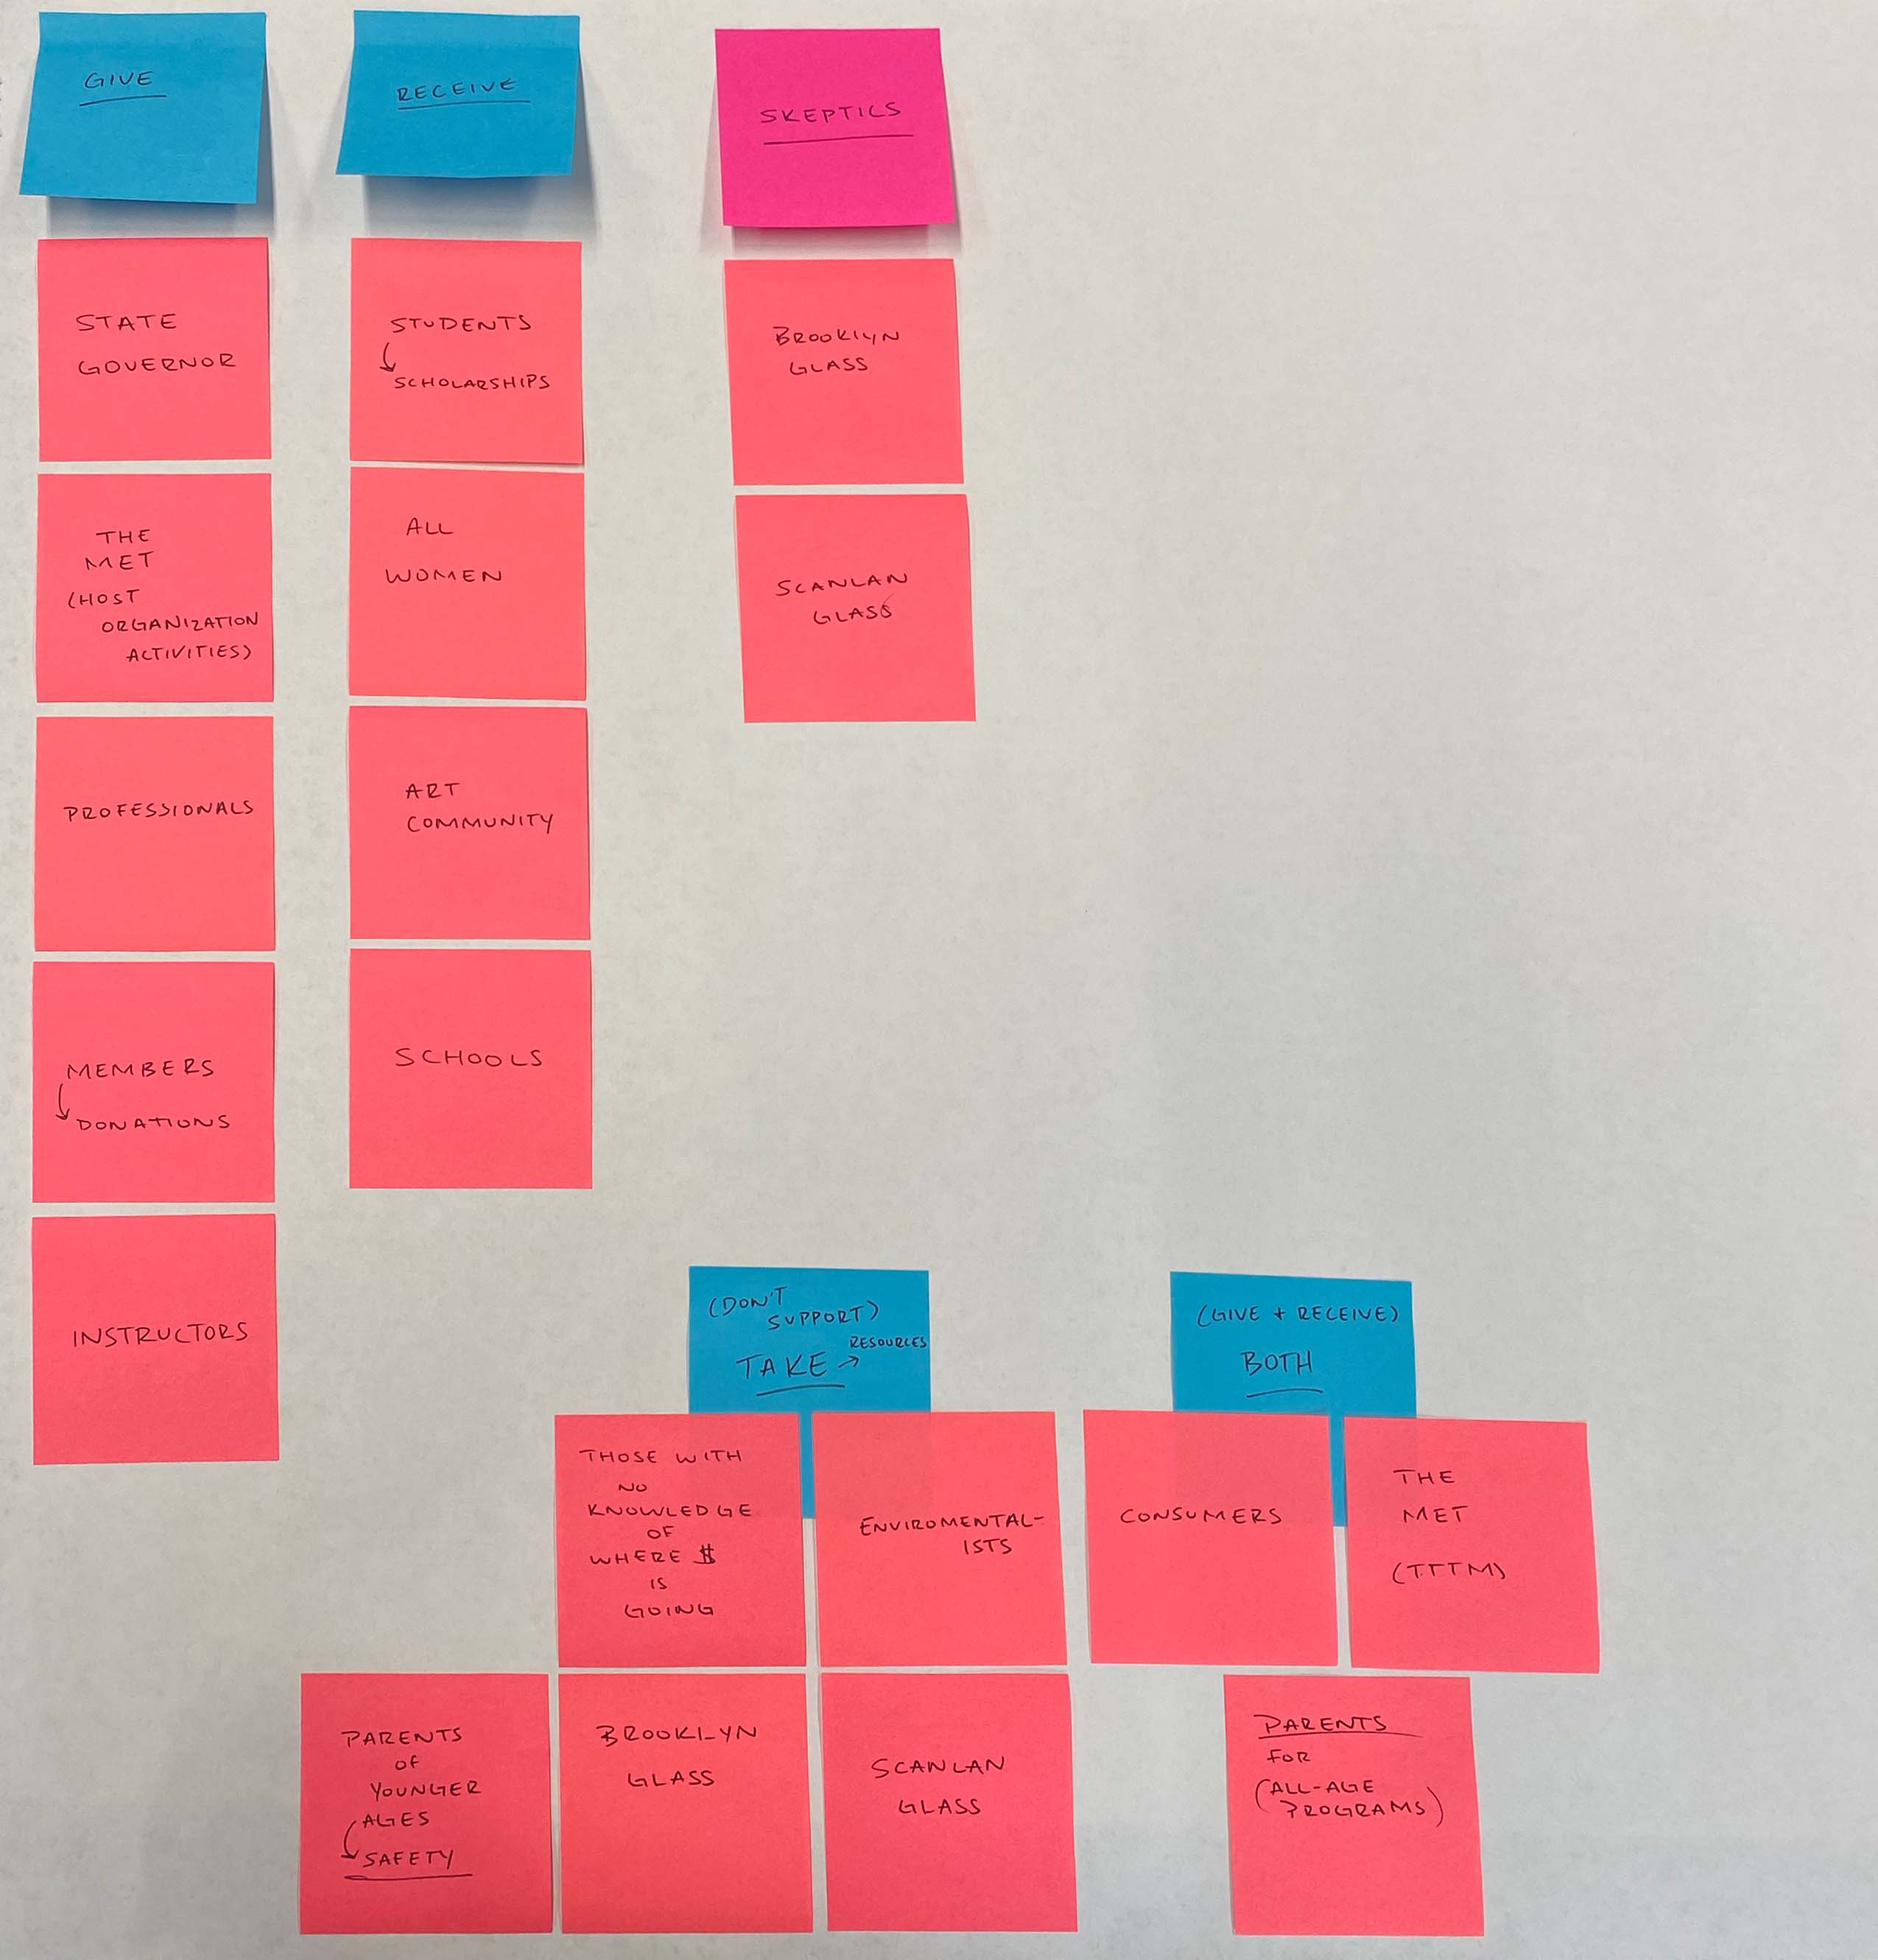 GIVE
STATE
GOVERNOR
THE
MET
(HOST
ORGANIZATION
ACTIVITIES)
PROFESSIONALS
MEMBERS
DONATIONS
INSTRUCTORS
RECEIVE
STUDENTS
SCHOLARSHIPS
ALL
WOMEN
ART
COMMUNITY
SCHOOLS
SKEPTICS
BROOKLYN
GLASS
SCANLAN
GLASS
(DON'T
SUPPORT)
TAKE → RESOURCES
THOSE WITH
NO
KNOWLEDGE
OF
WHERE $
IS
GOING
ENVIROMENTAL-
ISTS
PARENTS
OF
YOUNGER
AGES
SAFETY
BROOKLYN
GLASS
SCANLAN
GLASS
(GIVE + RECEIVE)
BOTH
CONSUMERS
THE
MET
(TTTM)
PARENTS
FOR
(ALL-AGE
PROGRAMS)